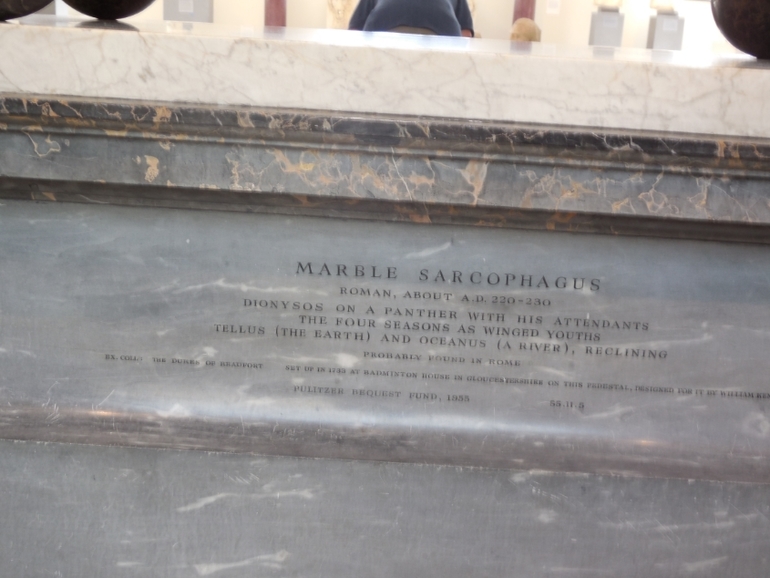 MARBLE SARCOPHAGUS
ROMAN, ABOUT A.D. 220-230
DIONYSOS ON A PANTHER WITH HIS ATTENDANTS
THE FOUR SEASONS AS WINGED YOUTHS
TELLUS (THE EARTH) AND OCEANUS (A RIVER), RECLINING
PROBABLY FOUND IN ROME
EX. COLL: THE DUKES OF BEAUFORT SET UP IN 1733 AT BADMINTON HOUSE IN GLOUCESTERSHIRE ON THIS PEDESTAL, DESIGNED FOR IT BY WILLIAM
PULITZER BEQUEST FUND, 1955 55.11.5